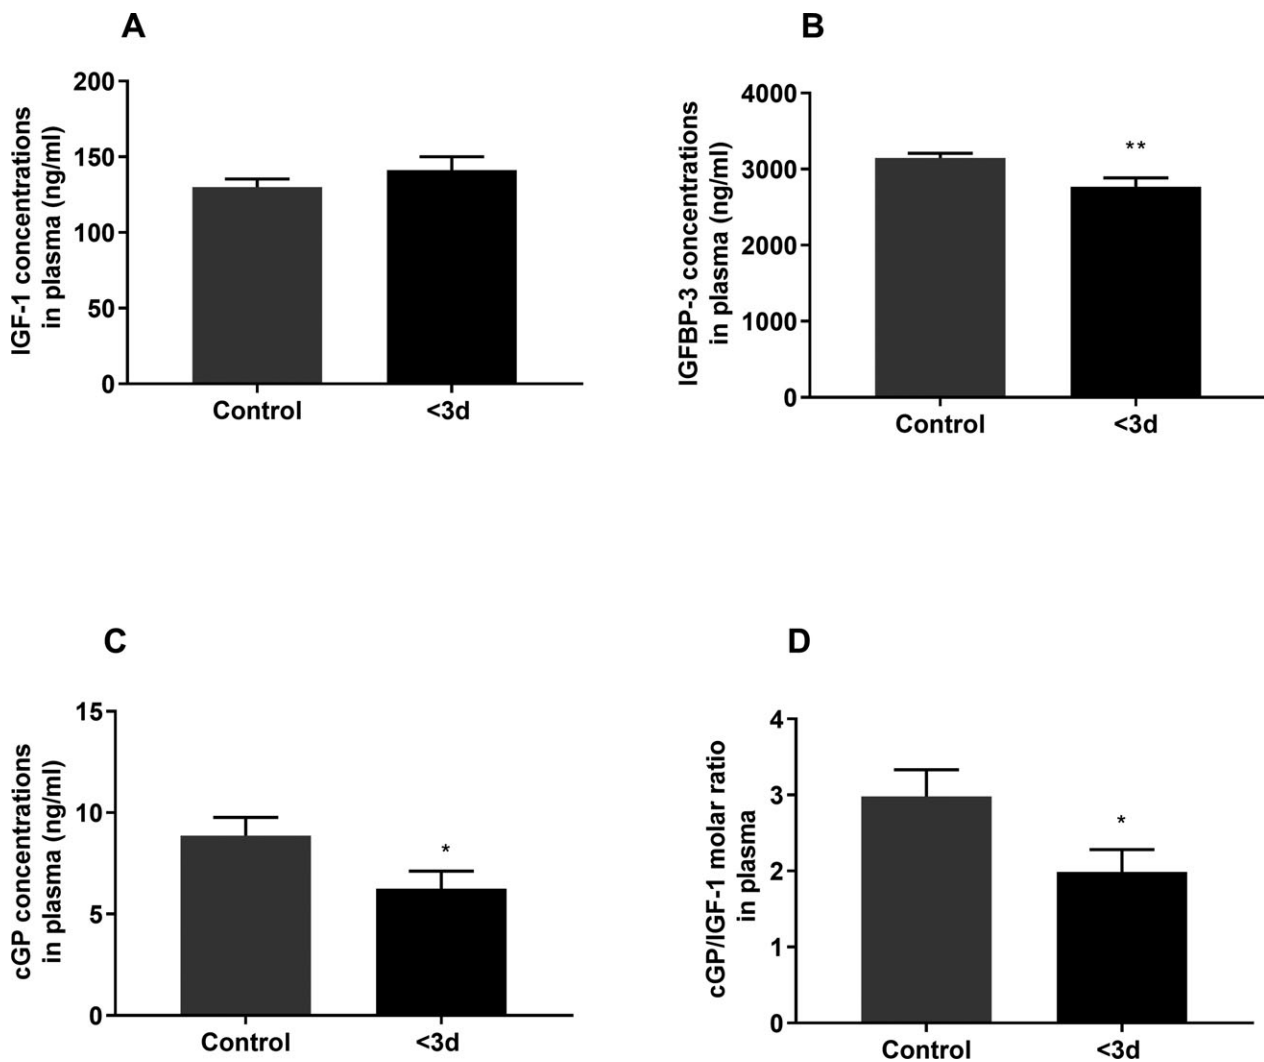 A
IGF-1 concentrations
in plasma (ng/ml)
200
150
100
50
0
Control
<3d
B
IGFBP-3 concentrations
in plasma (ng/ml)
4000
3000
2000
1000
0
**
Control
<3d
C
cGP concentrations
in plasma (ng/ml)
15
10
5
0
*
Control
<3d
D
cGP/IGF-1 molar ratio
in plasma
4
3
2
1
0
*
Control
<3d